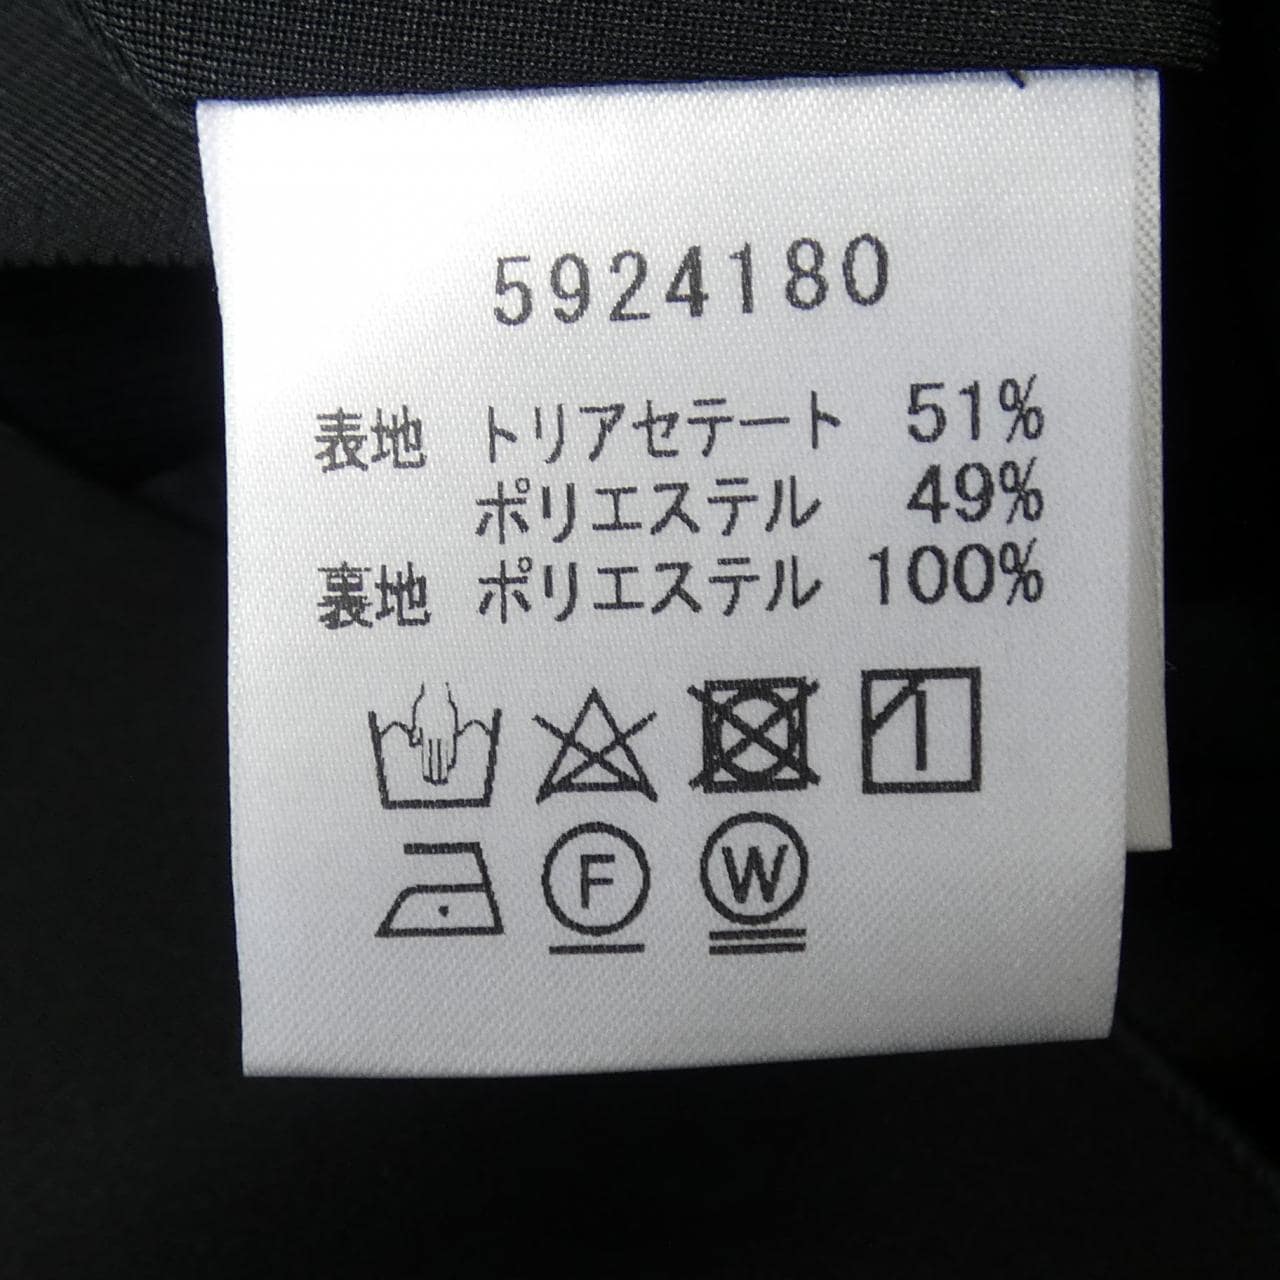 5924180
表地 トリアセテート 51%
ポリエステル 49%
裏地 ポリエステル 100%
F W